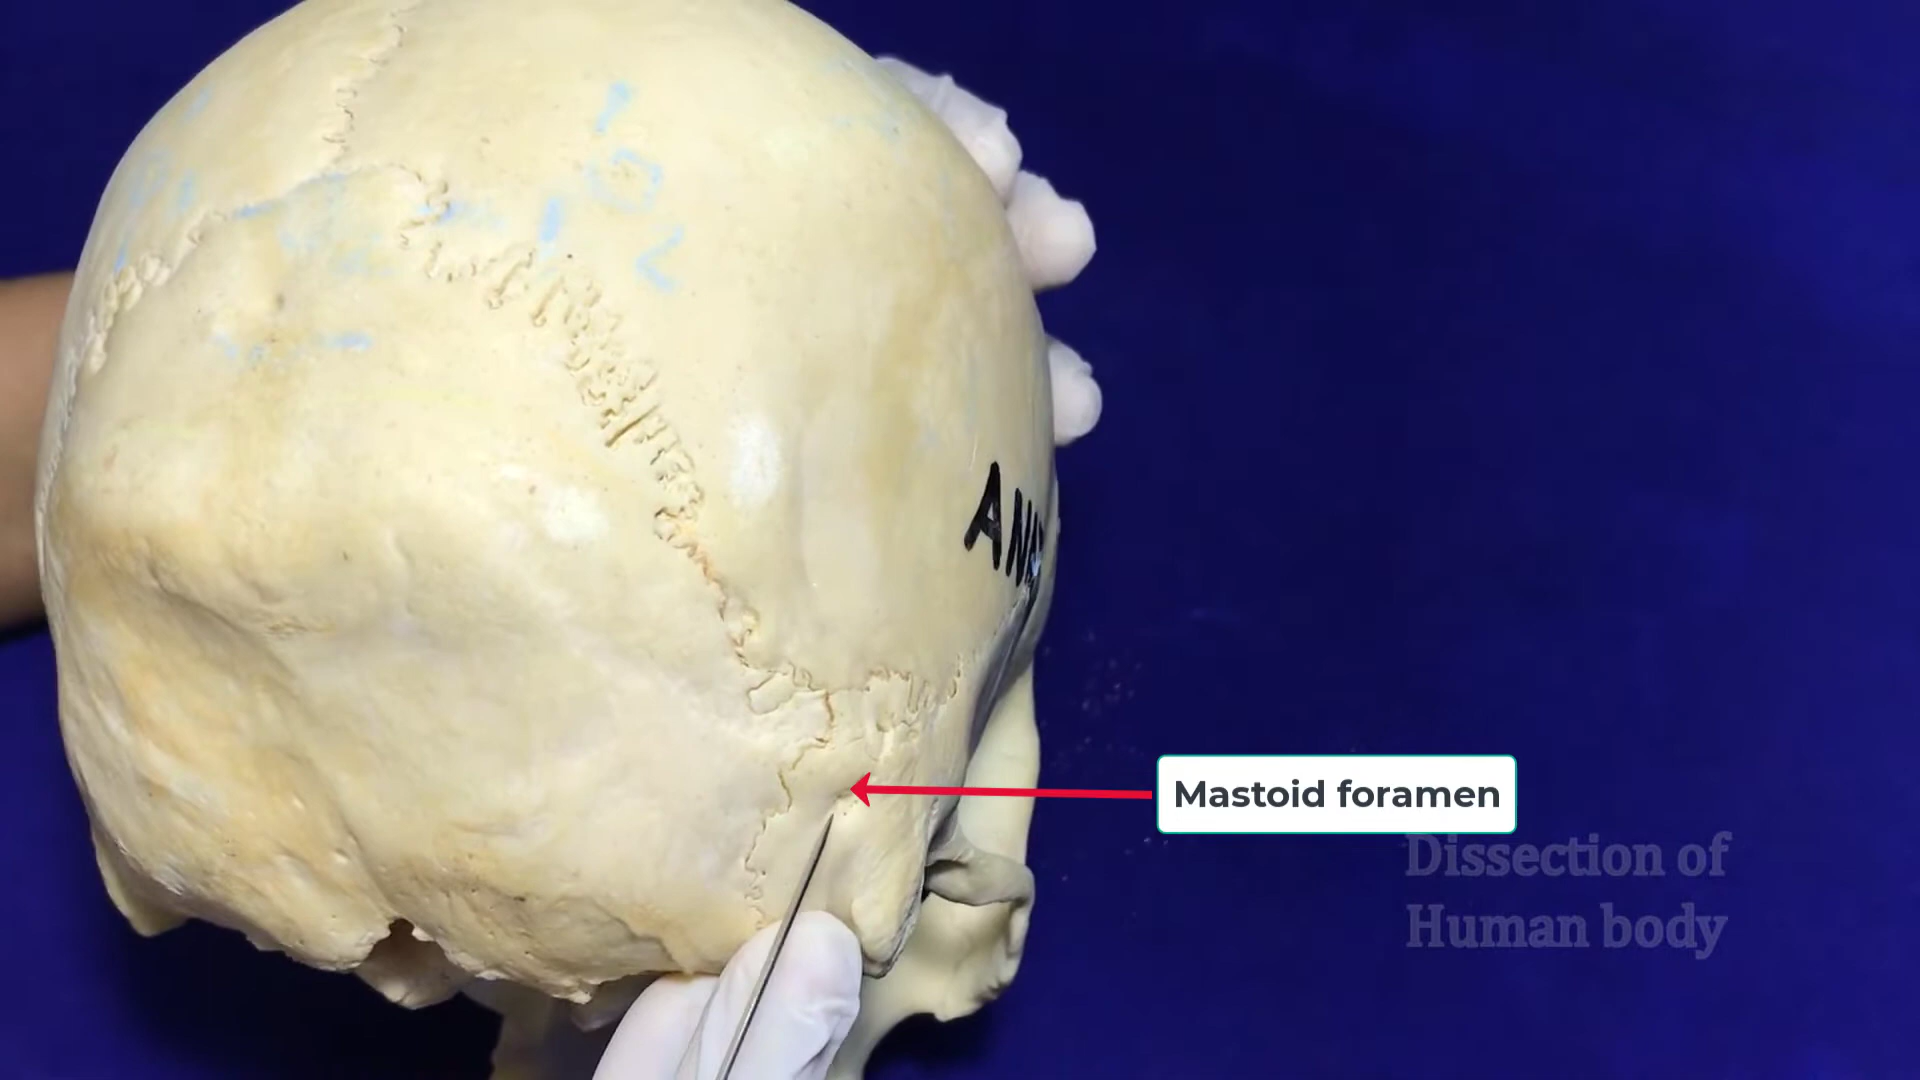 Mastoid foramen
Dissection of
Human body